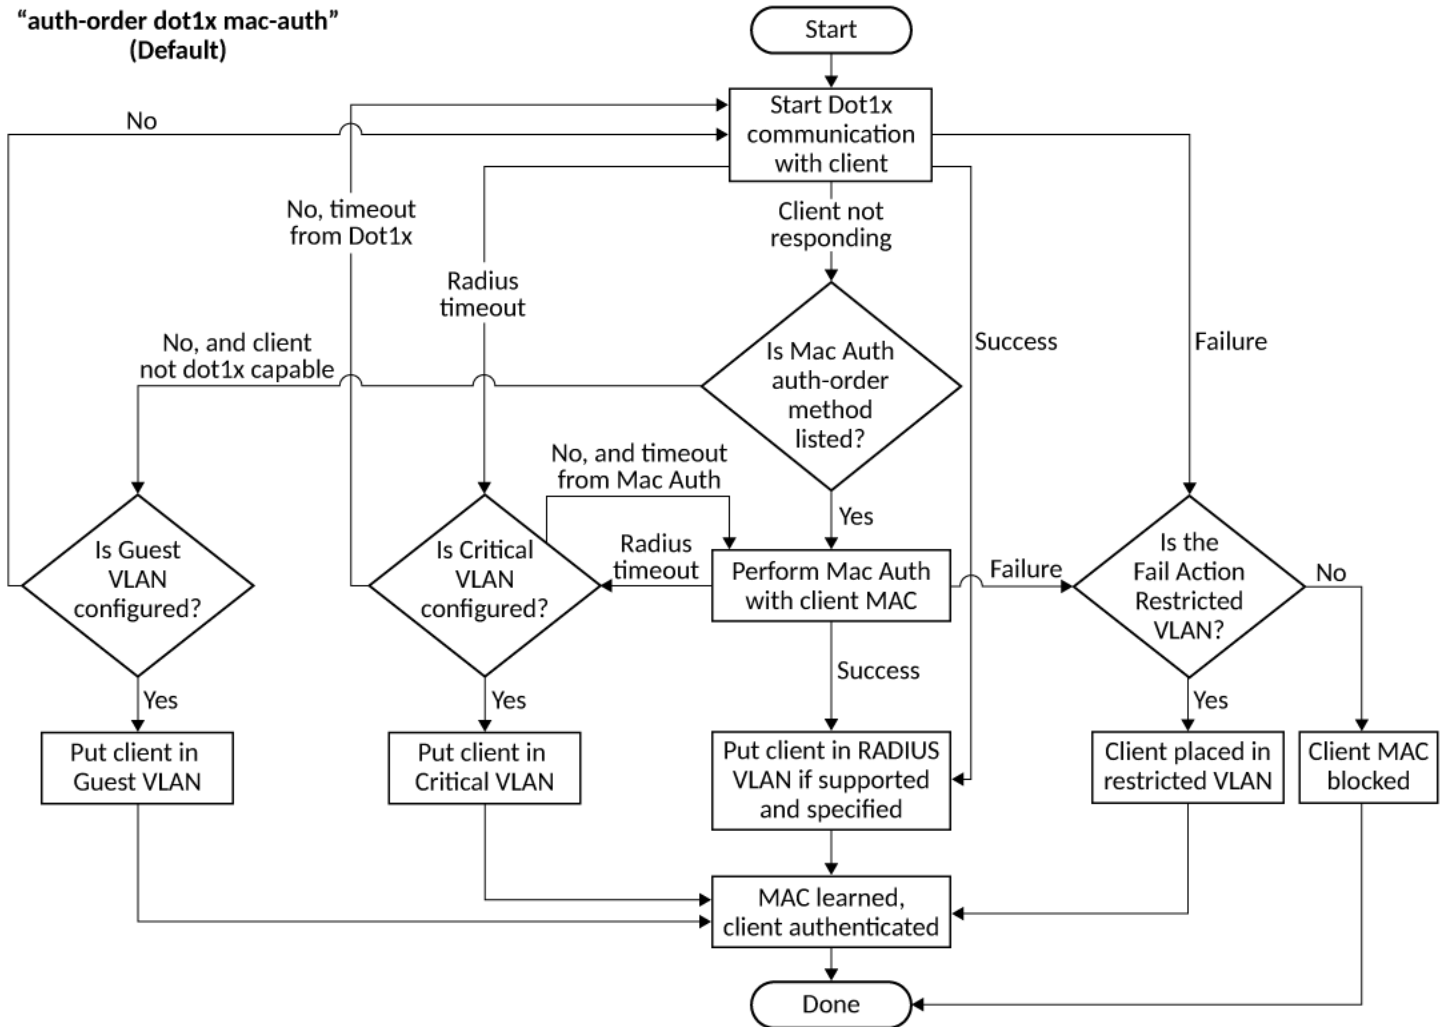 “auth-order dot1x mac-auth”
(Default)
Start
Start Dot1x
communication
with client
No
No, timeout
from Dot1x
Client not
responding
Radius
timeout
No, and client
not dot1x capable
Is Mac Auth
auth-order
method
listed?
Success
Failure
No, and timeout
from Mac Auth
Yes
Is Guest
VLAN
configured?
Is Critical
VLAN
configured?
Radius
timeout
Perform Mac Auth
with client MAC
Failure
Is the
Fail Action
Restricted
VLAN?
No
Success
Yes
Yes
Yes
Put client in
Guest VLAN
Put client in
Critical VLAN
Put client in RADIUS
VLAN if supported
and specified
Client placed in
restricted VLAN
Client MAC
blocked
MAC learned,
client authenticated
Done